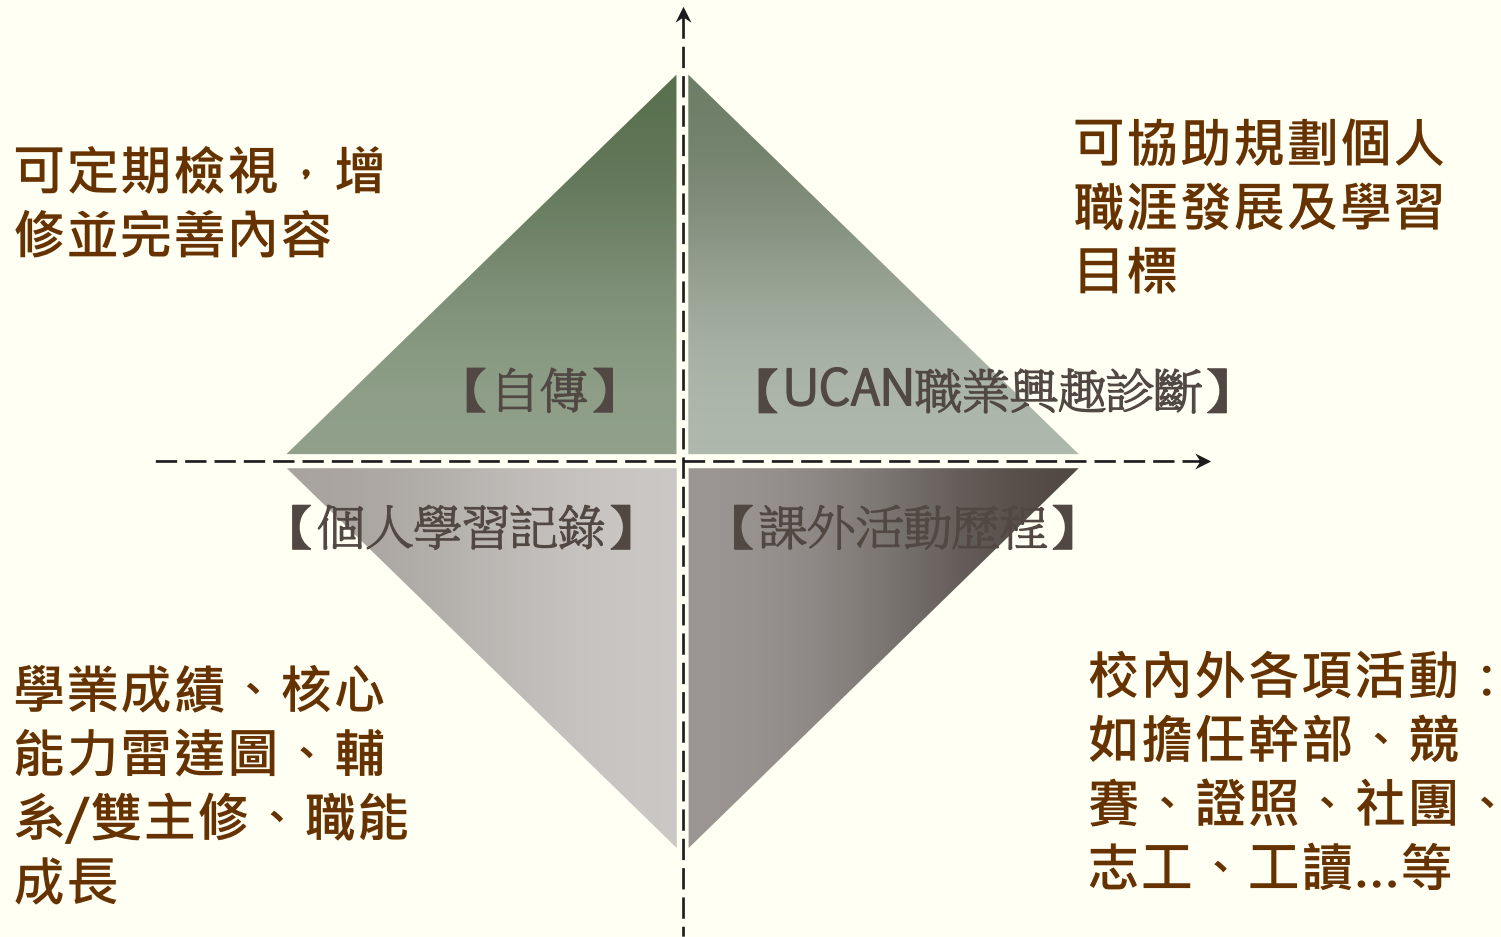 可定期檢視，增
修並完善內容
可協助規劃個人
職涯發展及學習
目標
【自傳】
【UCAN職業興趣診斷】
【個人學習記錄】
【課外活動歷程】
學業成績、核心
能力雷達圖、輔
系/雙主修、職能
成長
校內外各項活動：
如擔任幹部、競
賽、證照、社團、
志工、工讀...等